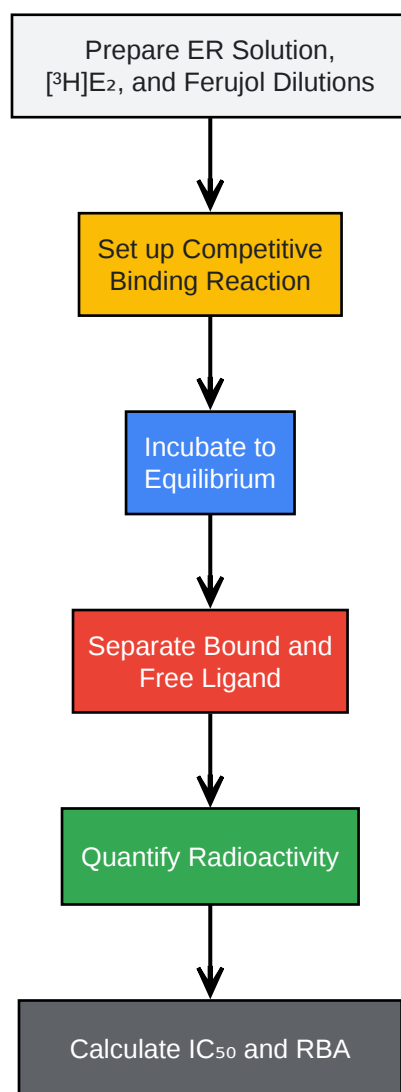 Prepare ER Solution,
[³H]E₂, and Ferujol Dilutions
Set up Competitive
Binding Reaction
Incubate to
Equilibrium
Separate Bound and
Free Ligand
Quantify Radioactivity
Calculate IC₅₀ and RBA